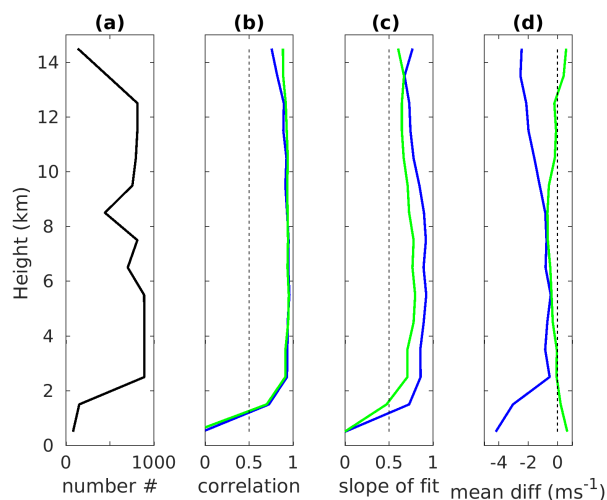 (a) (b) (c) (d)
14
12
10
8
6
4
2
0
Height (km)
0 1000 0 0.5 1 0 0.5 1 -4 -2 0
number # correlation slope of fit mean diff (ms⁻¹)